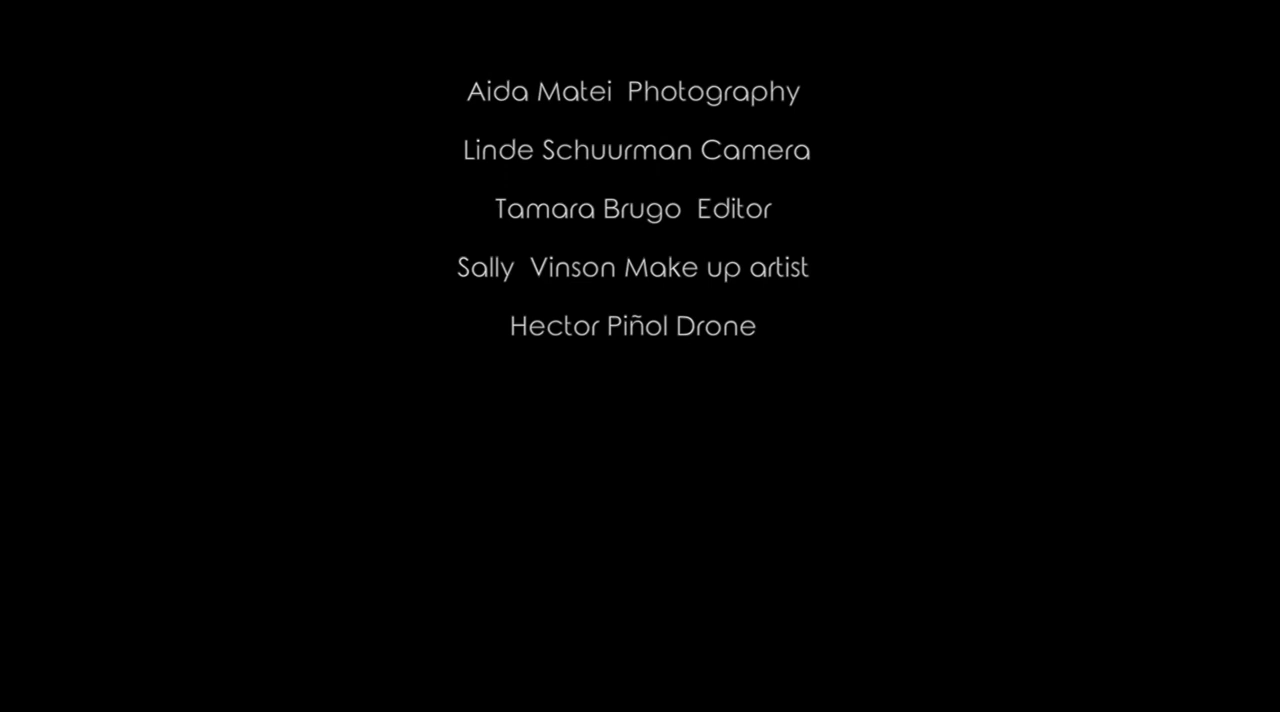 Aida Matei Photography
Linde Schuurman Camera
Tamara Brugo Editor
Sally Vinson Make up artist
Hector Piñol Drone